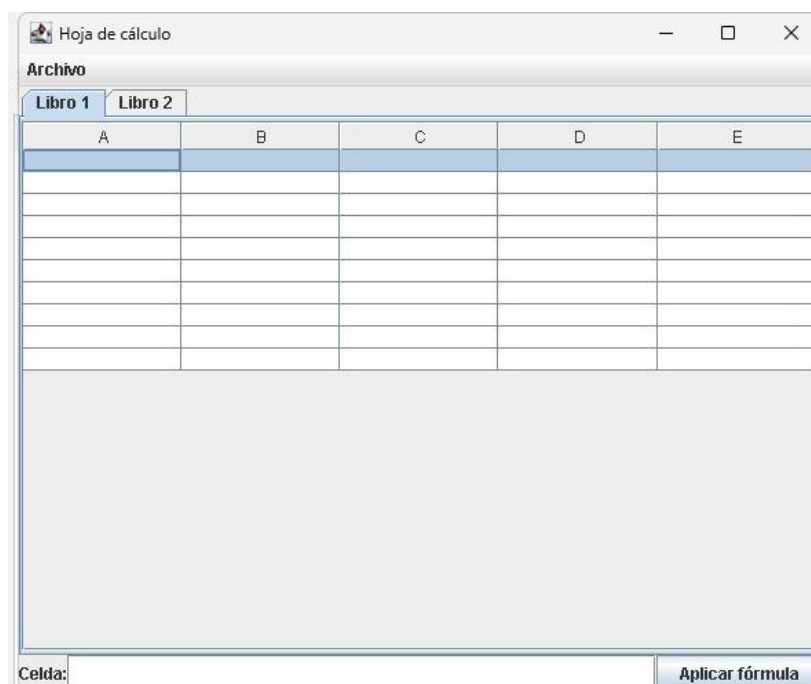 Hoja de cálculo
Archivo
Libro 1 Libro 2
A B C D E
Celda: Aplicar fórmula